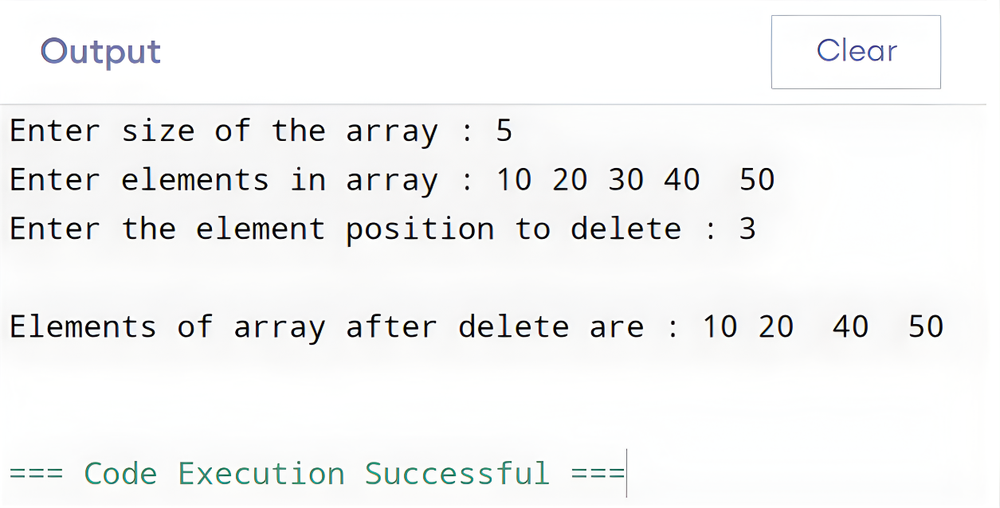 Output
Clear
Enter size of the array : 5
Enter elements in array : 10 20 30 40  50
Enter the element position to delete : 3
Elements of array after delete are : 10 20  40  50
=== Code Execution Successful ===